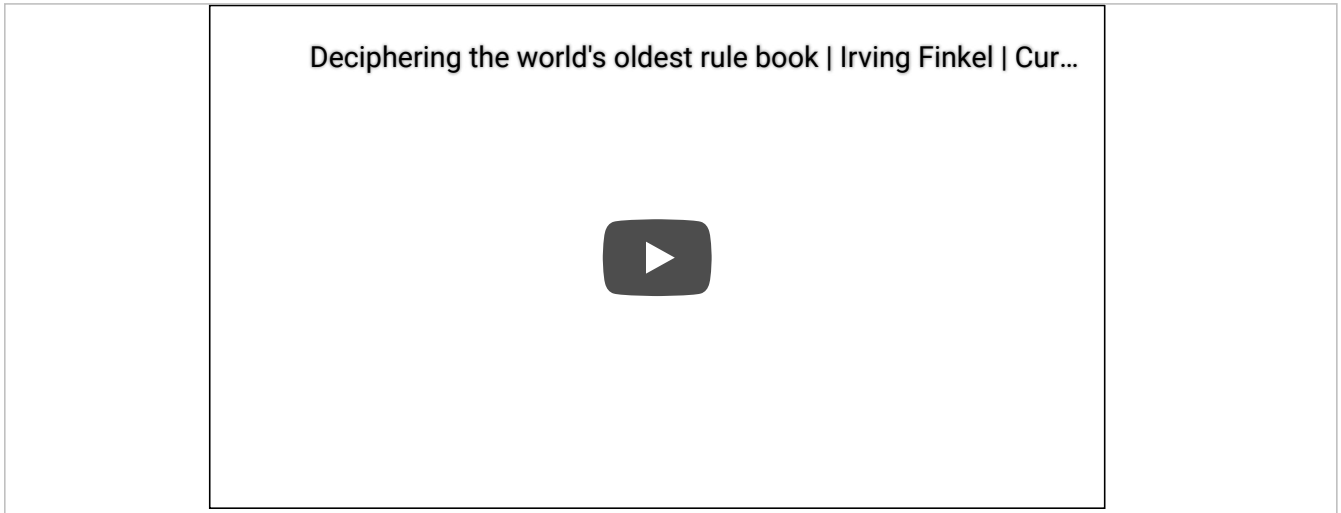 Deciphering the world's oldest rule book | Irving Finkel | Cur...